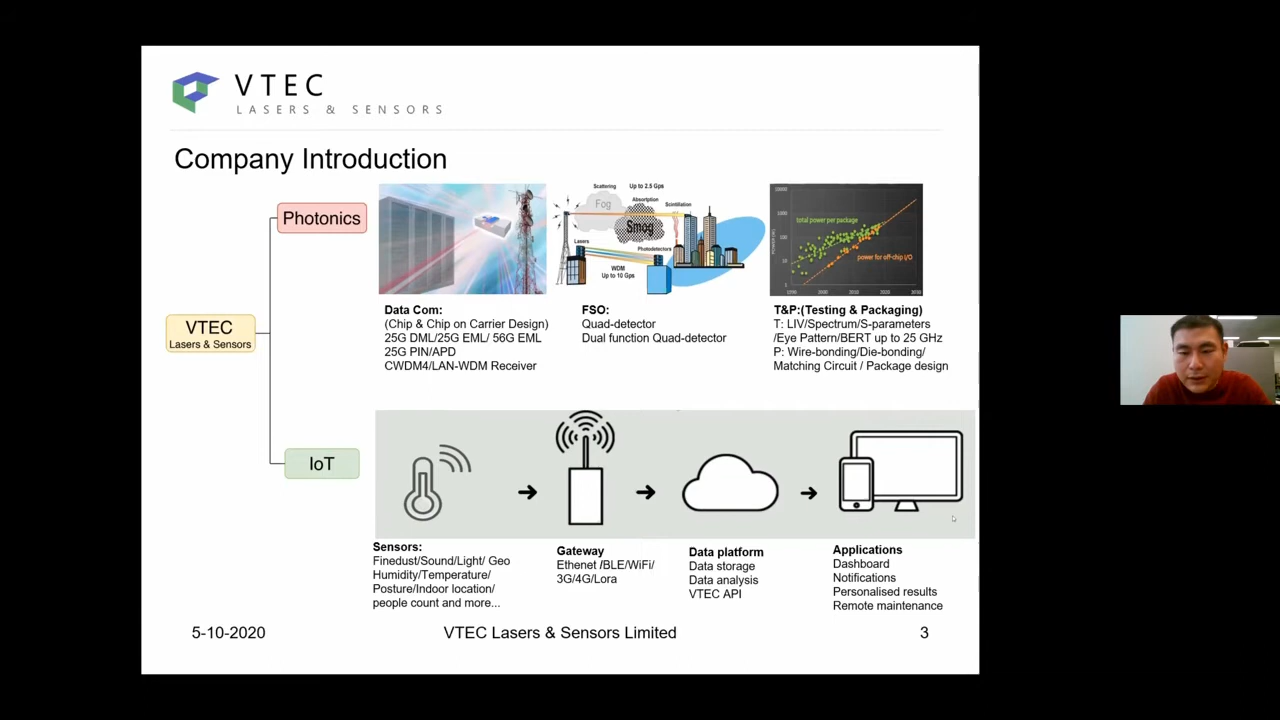 VTEC
LASERS & SENSORS
Company Introduction
Photonics
VTEC
Lasers & Sensors
IoT
Scattering
Up to 2.5 Gps
Fog
Absorption
Scintillation
Smog
Lasers
Photodetectors
WDM
Up to 10 Gps
total power per package
power for off-chip I/O
Data Com:
(Chip & Chip on Carrier Design)
25G DML/25G EML/ 56G EML
25G PIN/APD
CWDM4/LAN-WDM Receiver
FSO:
Quad-detector
Dual function Quad-detector
T&P:(Testing & Packaging)
T: LIV/Spectrum/S-parameters
/Eye Pattern/BERT up to 25 GHz
P: Wire-bonding/Die-bonding/
Matching Circuit / Package design
Sensors:
Finedust/Sound/Light/ Geo
Humidity/Temperature/
Posture/Indoor location/
people count and more...
Gateway
Ethenet /BLE/WiFi/
3G/4G/Lora
Data platform
Data storage
Data analysis
VTEC API
Applications
Dashboard
Notifications
Personalised results
Remote maintenance
5-10-2020
VTEC Lasers & Sensors Limited
3